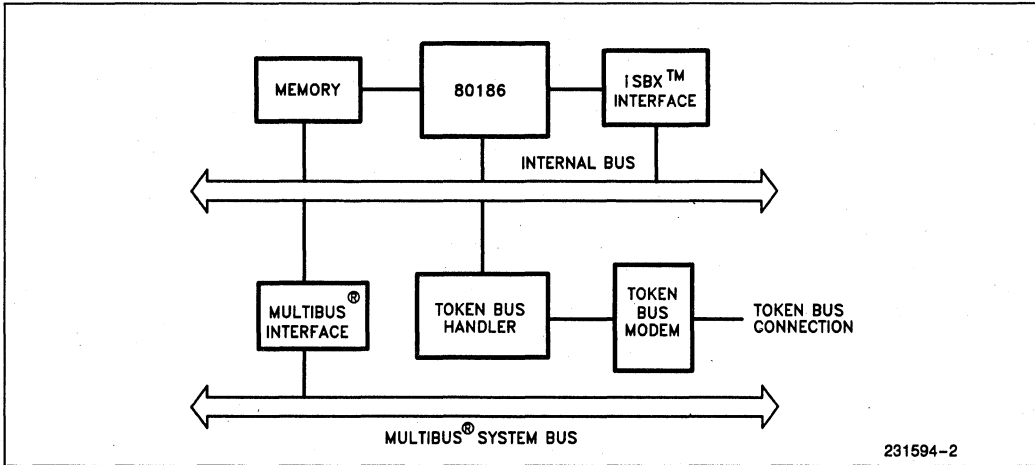 MEMORY
80186
iSBX™
INTERFACE
INTERNAL BUS
MULTIBUS®
INTERFACE
TOKEN BUS
HANDLER
TOKEN
BUS
MODEM
TOKEN BUS
CONNECTION
MULTIBUS® SYSTEM BUS
231594-2